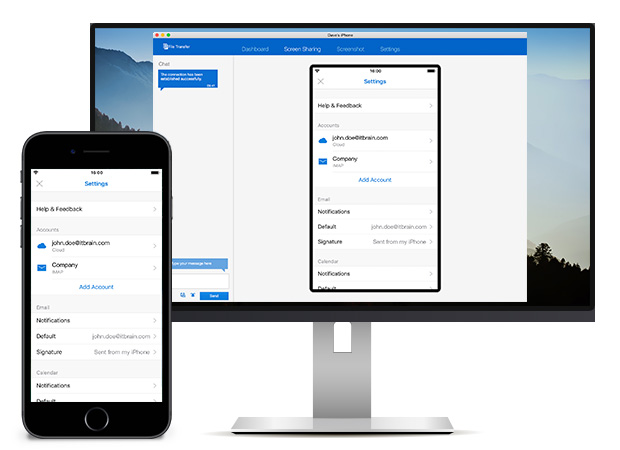 Dave's iPhone
File Transfer
Dashboard
Screen Sharing
Screenshot
Settings
Chat
The connection has been
established successfully.
Type your message here
Send
16:00
Settings
Help & Feedback
Accounts
john.doe@itbrain.com
Cloud
Company
IMAP
Add Account
Email
Notifications
Default john.doe@itbrain.com
Signature Sent from my iPhone
Calendar
Notifications
Default
16:00
Settings
Help & Feedback
Accounts
john.doe@itbrain.com
Cloud
Company
IMAP
Add Account
Email
Notifications
Default john.doe@itbrain.com
Signature Sent from my iPhone
Calendar
Notifications
Default